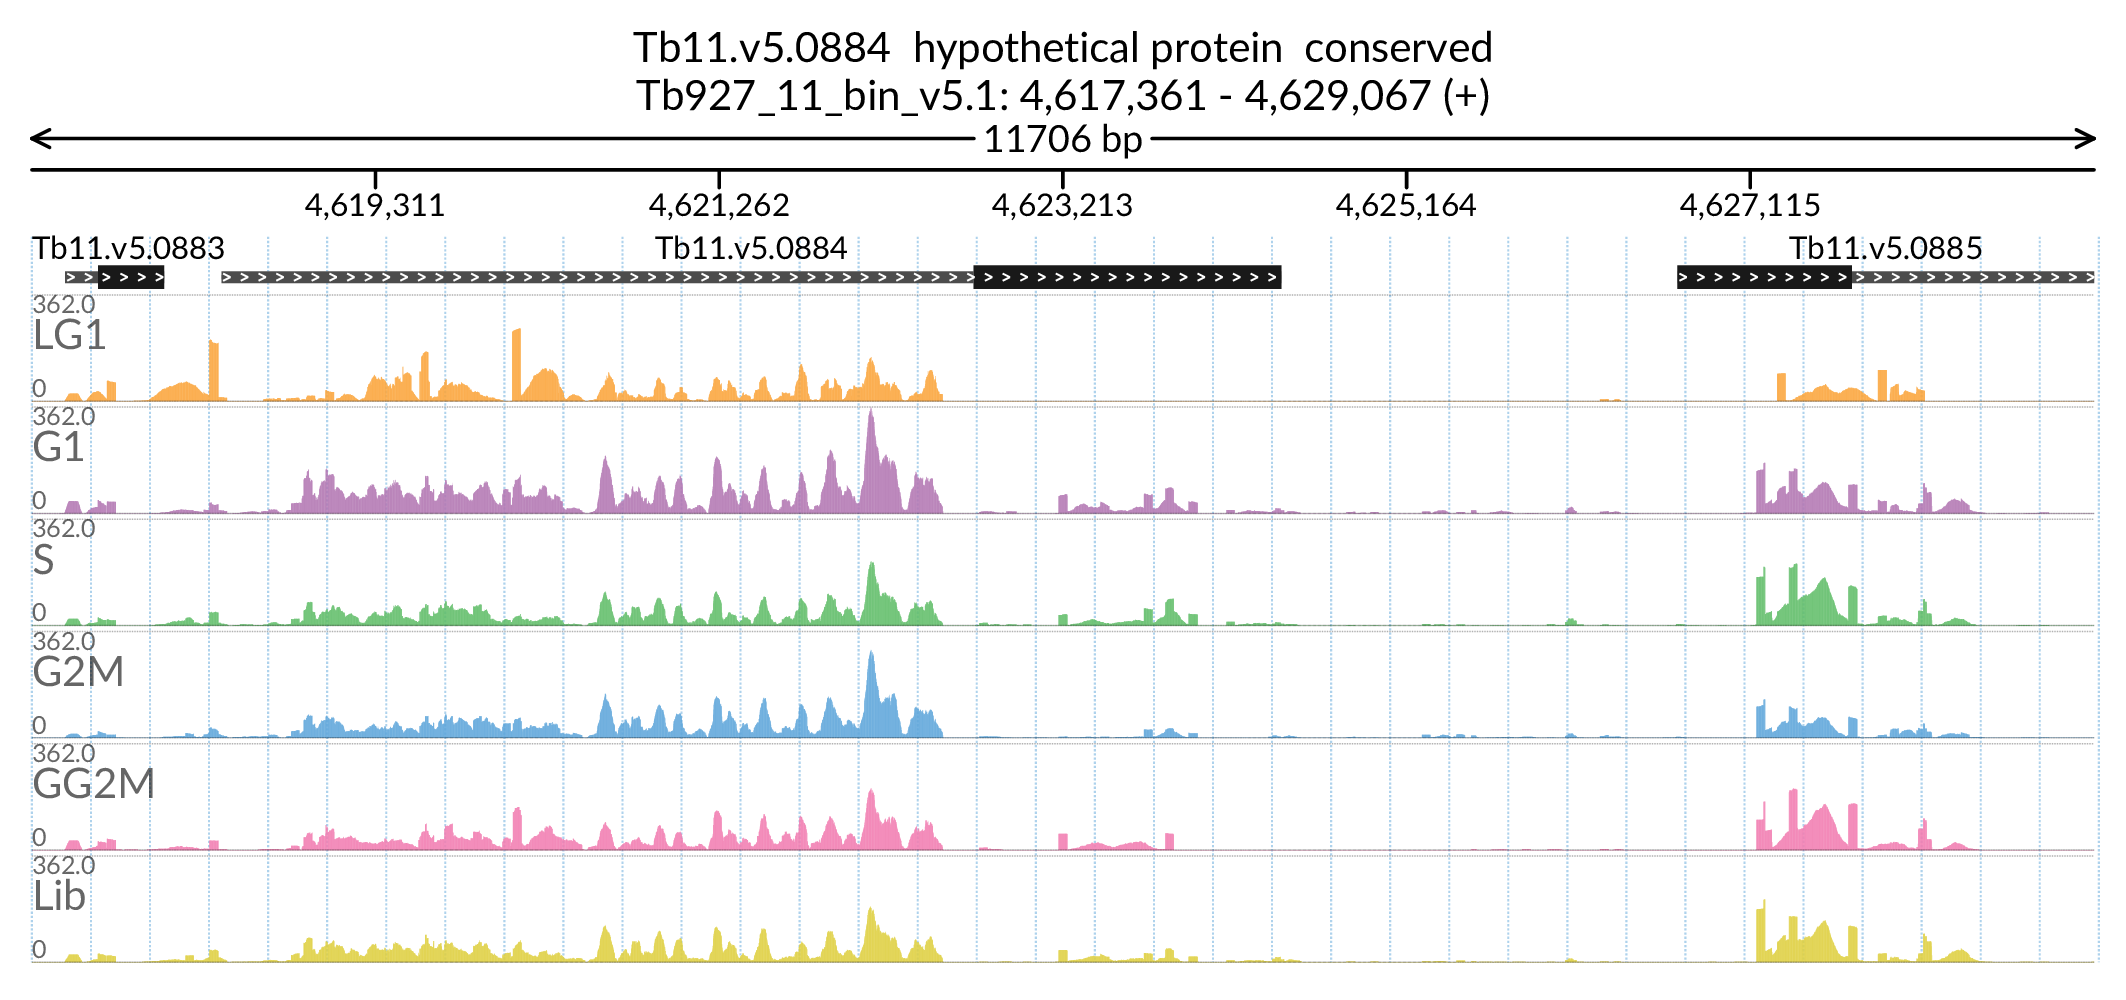 Tb11.v5.0884 hypothetical protein conserved
Tb927_11_bin_v5.1: 4,617,361 - 4,629,067 (+)
11706 bp
4,619,311 4,621,262 4,623,213 4,625,164 4,627,115
Tb11.v5.0883 Tb11.v5.0884 Tb11.v5.0885
362.0
LG1
0
362.0
G1
0
362.0
S
0
362.0
G2M
0
362.0
GG2M
0
362.0
Lib
0